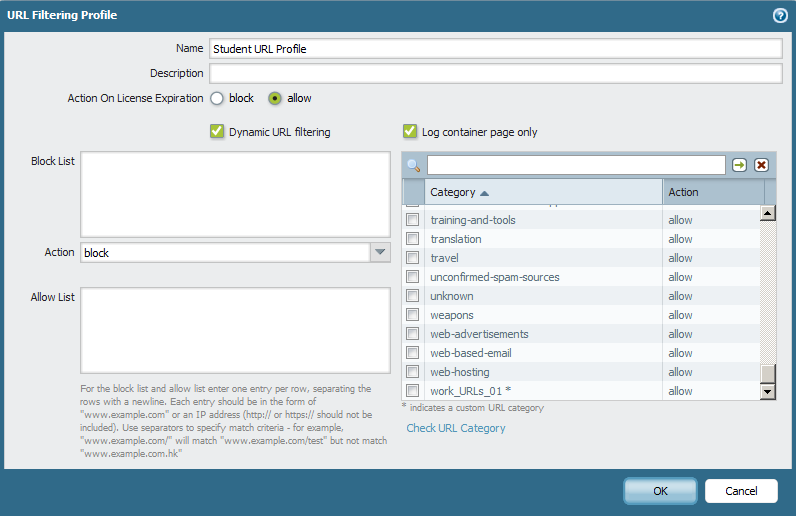 URL Filtering Profile
Name Student URL Profile
Description
Action On License Expiration block allow
Dynamic URL filtering Log container page only
Block List
Action block
Allow List
For the block list and allow list enter one entry per row, separating the
rows with a newline. Each entry should be in the form of
"www.example.com" or an IP address (http:// or https:// should not be
included). Use separators to specify match criteria - for example,
"www.example.com/" will match "www.example.com/test" but not match
"www.example.com.hk"
Category Action
training-and-tools allow
translation allow
travel allow
unconfirmed-spam-sources allow
unknown allow
weapons allow
web-advertisements allow
web-based-email allow
web-hosting allow
work_URLs_01 * allow
* indicates a custom URL category
Check URL Category
OK Cancel